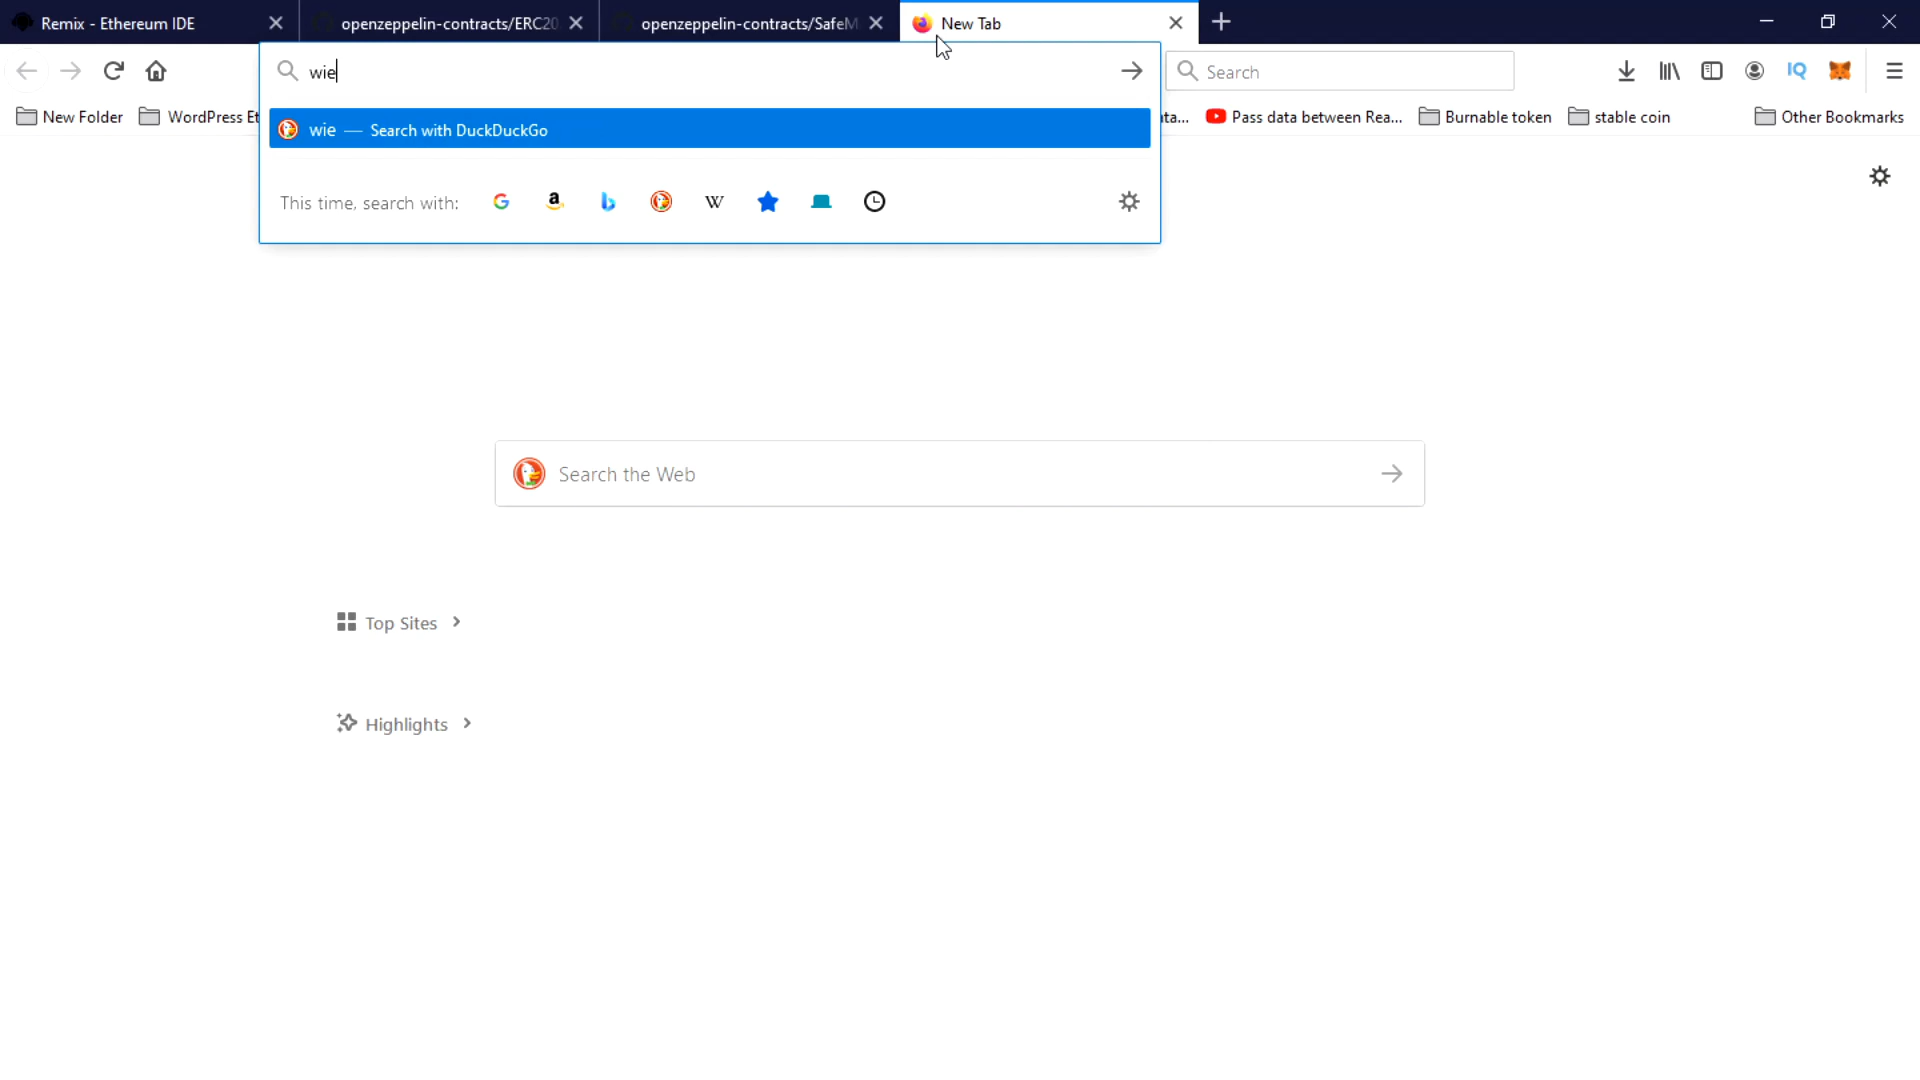 Remix - Ethereum IDE
openzeppelin-contracts/ERC20
openzeppelin-contracts/SafeM
New Tab
wie
Search
New Folder
WordPress Et
ta...
Pass data between Rea...
Burnable token
stable coin
Other Bookmarks
wie — Search with DuckDuckGo
This time, search with:
Search the Web
Top Sites
Highlights